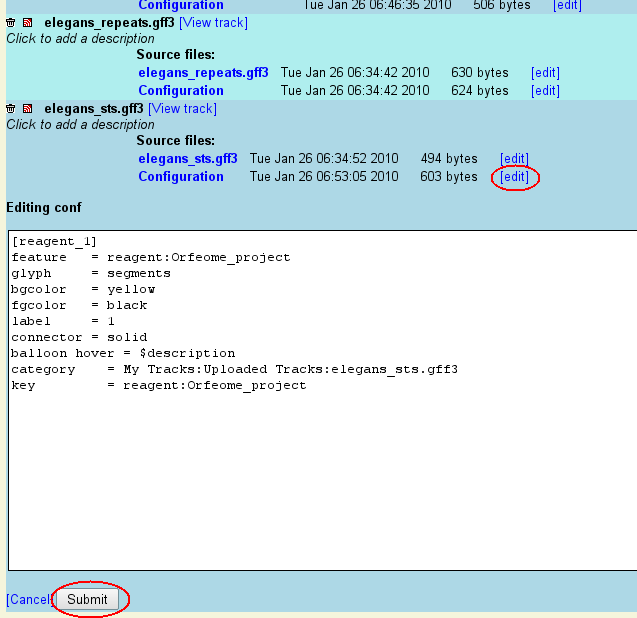 Configuration Tue Jan 26 06:46:35 2010 506 bytes [edit]
elegans_repeats.gff3 [View track]
Click to add a description
Source files:
elegans_repeats.gff3 Tue Jan 26 06:34:42 2010 630 bytes [edit]
Configuration Tue Jan 26 06:34:42 2010 624 bytes [edit]
elegans_sts.gff3 [View track]
Click to add a description
Source files:
elegans_sts.gff3 Tue Jan 26 06:34:52 2010 494 bytes [edit]
Configuration Tue Jan 26 06:53:05 2010 603 bytes [edit]
Editing conf
[reagent_1]
feature = reagent:Orfeome_project
glyph = segments
bgcolor = yellow
fgcolor = black
label = 1
connector = solid
balloon hover = $description
category = My Tracks:Uploaded Tracks:elegans_sts.gff3
key = reagent:Orfeome_project
[Cancel] Submit